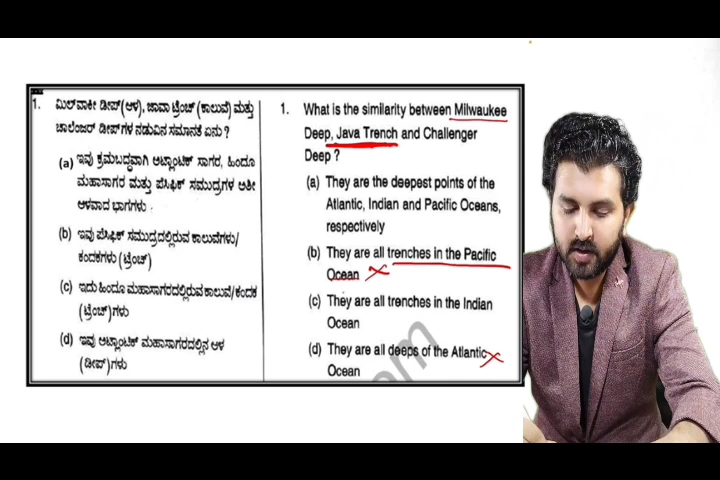 1. ಮಿಲ್‌ವಾಕೀ ಡೀಪ್(ಆಳ), ಜಾವಾ ಟ್ರೆಂಚ್ (ಕಾಲುವೆ) ಮತ್ತು
ಚಾಲೆಂಜರ್ ಡೀಪ್‌ಗಳ ನಡುವಿನ ಸಮಾನತೆ ಏನು ?
(a) ಇವು ಕ್ರಮಬದ್ಧವಾಗಿ ಅಟ್ಲಾಂಟಿಕ್ ಸಾಗರ, ಹಿಂದೂ
ಮಹಾಸಾಗರ ಮತ್ತು ಪೆಸಿಫಿಕ್ ಸಮುದ್ರಗಳ ಅತೀ
ಆಳವಾದ ಭಾಗಗಳು
(b) ಇವು ಪೆಸಿಫಿಕ್ ಸಮುದ್ರದಲ್ಲಿರುವ ಕಾಲುವೆಗಳು/
ಕಂದಕಗಳು (ಟ್ರೆಂಚ್)
(c) ಇದು ಹಿಂದೂ ಮಹಾಸಾಗರದಲ್ಲಿರುವ ಕಾಲುವೆ/ಕಂದಕ
(ಟ್ರೆಂಚ್)ಗಳು
(d) ಇವು ಅಟ್ಲಾಂಟಿಕ್ ಮಹಾಸಾಗರದಲ್ಲಿನ ಆಳ
(ಡೀಪ್)ಗಳು
1. What is the similarity between Milwaukee
Deep, Java Trench and Challenger
Deep ?
(a) They are the deepest points of the
Atlantic, Indian and Pacific Oceans,
respectively
(b) They are all trenches in the Pacific
Ocean
(c) They are all trenches in the Indian
Ocean
(d) They are all deeps of the Atlantic
Ocean